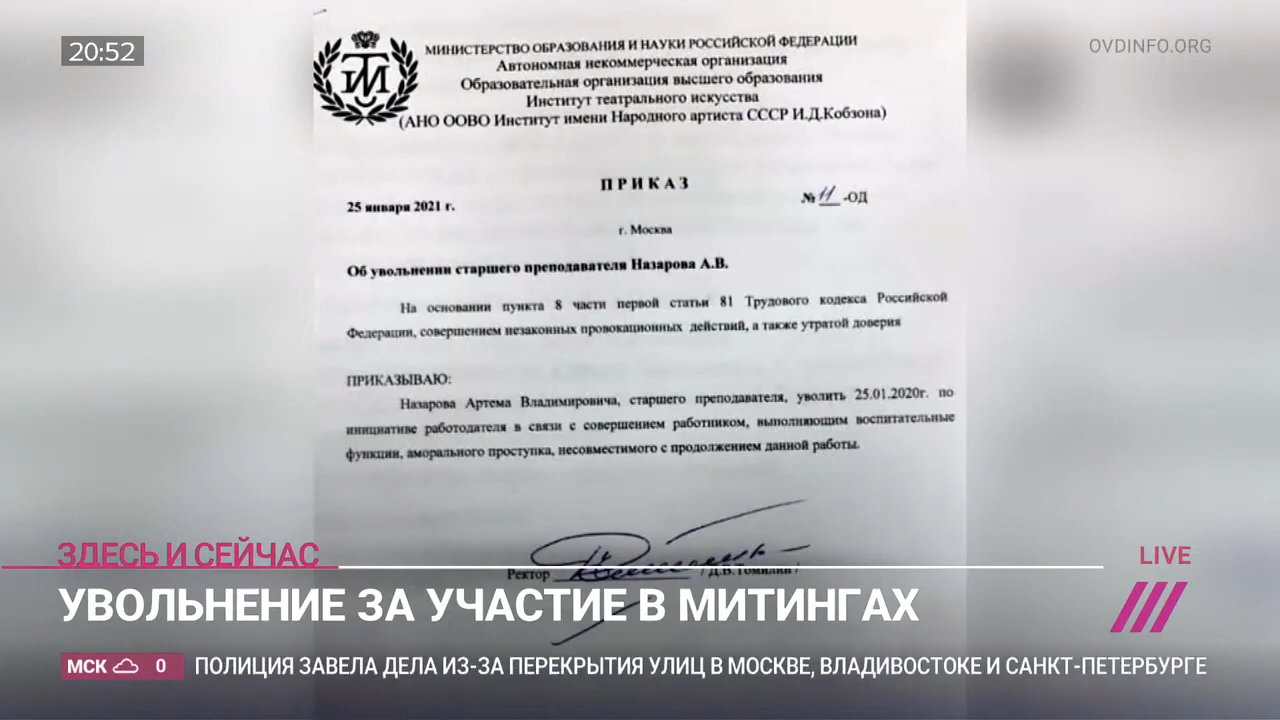 20:52
OVDINFO.ORG
МИНИСТЕРСТВО ОБРАЗОВАНИЯ И НАУКИ РОССИЙСКОЙ ФЕДЕРАЦИИ
Автономная некоммерческая организация
Образовательная организация высшего образования
Институт театрального искусства
(АНО ООВО Институт имени Народного артиста СССР И.Д.Кобзона)
ПРИКАЗ
25 января 2021 г.
№ 11 -ОД
г. Москва
Об увольнении старшего преподавателя Назарова А.В.
На основании пункта 8 части первой статьи 81 Трудового кодекса Российской
Федерации, совершением незаконных провокационных действий, а также утратой доверия
ПРИКАЗЫВАЮ:
Назарова Артема Владимировича, старшего преподавателя, уволить 25.01.2020г. по
инициативе работодателя в связи с совершением работником, выполняющим воспитательные
функции, аморального проступка, несовместимого с продолжением данной работы.
Ректор / Д.В.Томилин /
ЗДЕСЬ И СЕЙЧАС
LIVE
УВОЛЬНЕНИЕ ЗА УЧАСТИЕ В МИТИНГАХ
МСК 0 ПОЛИЦИЯ ЗАВЕЛА ДЕЛА ИЗ-ЗА ПЕРЕКРЫТИЯ УЛИЦ В МОСКВЕ, ВЛАДИВОСТОКЕ И САНКТ-ПЕТЕРБУРГЕ